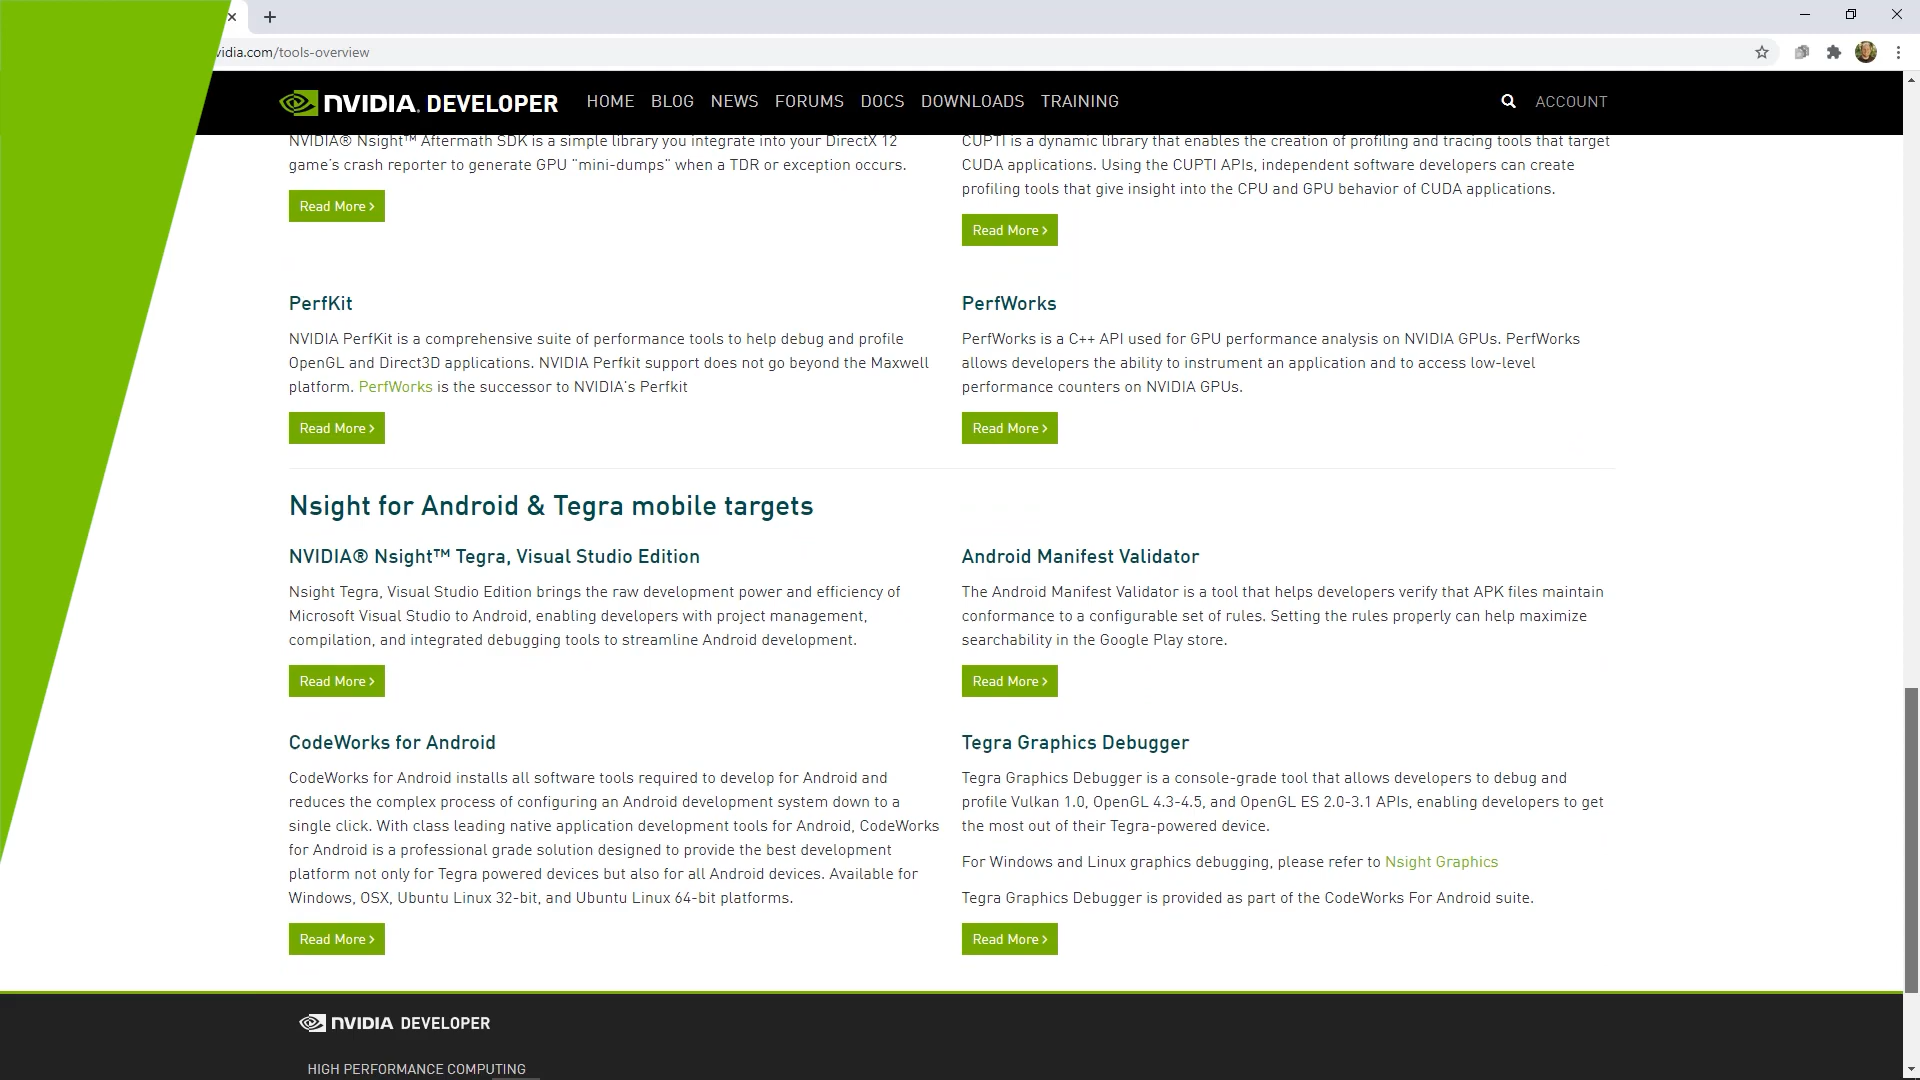 vidia.com/tools-overview
NVIDIA. DEVELOPER HOME BLOG NEWS FORUMS DOCS DOWNLOADS TRAINING ACCOUNT
NVIDIA® Nsight™ Aftermath SDK is a simple library you integrate into your DirectX 12
game's crash reporter to generate GPU "mini-dumps" when a TDR or exception occurs.
Read More >
CUPTI is a dynamic library that enables the creation of profiling and tracing tools that target
CUDA applications. Using the CUPTI APIs, independent software developers can create
profiling tools that give insight into the CPU and GPU behavior of CUDA applications.
Read More >
PerfKit
NVIDIA PerfKit is a comprehensive suite of performance tools to help debug and profile
OpenGL and Direct3D applications. NVIDIA Perfkit support does not go beyond the Maxwell
platform. PerfWorks is the successor to NVIDIA's Perfkit
Read More >
PerfWorks
PerfWorks is a C++ API used for GPU performance analysis on NVIDIA GPUs. PerfWorks
allows developers the ability to instrument an application and to access low-level
performance counters on NVIDIA GPUs.
Read More >
Nsight for Android & Tegra mobile targets
NVIDIA® Nsight™ Tegra, Visual Studio Edition
Nsight Tegra, Visual Studio Edition brings the raw development power and efficiency of
Microsoft Visual Studio to Android, enabling developers with project management,
compilation, and integrated debugging tools to streamline Android development.
Read More >
Android Manifest Validator
The Android Manifest Validator is a tool that helps developers verify that APK files maintain
conformance to a configurable set of rules. Setting the rules properly can help maximize
searchability in the Google Play store.
Read More >
CodeWorks for Android
CodeWorks for Android installs all software tools required to develop for Android and
reduces the complex process of configuring an Android development system down to a
single click. With class leading native application development tools for Android, CodeWorks
for Android is a professional grade solution designed to provide the best development
platform not only for Tegra powered devices but also for all Android devices. Available for
Windows, OSX, Ubuntu Linux 32-bit, and Ubuntu Linux 64-bit platforms.
Read More >
Tegra Graphics Debugger
Tegra Graphics Debugger is a console-grade tool that allows developers to debug and
profile Vulkan 1.0, OpenGL 4.3-4.5, and OpenGL ES 2.0-3.1 APIs, enabling developers to get
the most out of their Tegra-powered device.
For Windows and Linux graphics debugging, please refer to Nsight Graphics
Tegra Graphics Debugger is provided as part of the CodeWorks For Android suite.
Read More >
NVIDIA DEVELOPER
HIGH PERFORMANCE COMPUTING